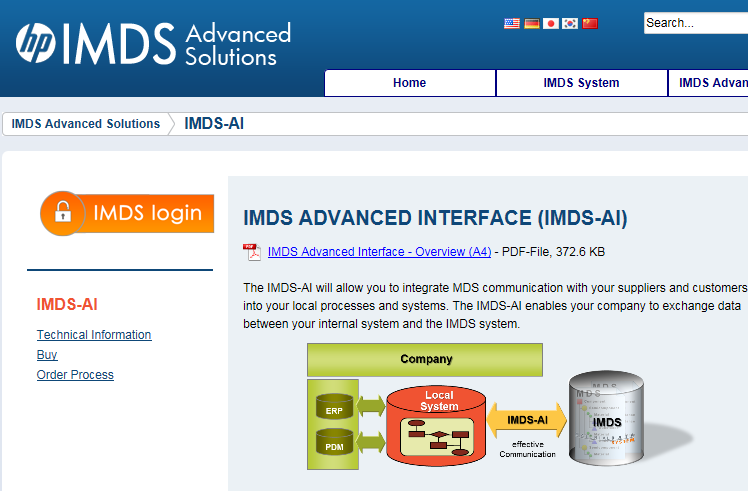 hp IMDS Advanced Solutions
Search...
Home
IMDS System
IMDS Advan
IMDS Advanced Solutions
IMDS-AI
IMDS login
IMDS-AI
Technical Information
Buy
Order Process
IMDS ADVANCED INTERFACE (IMDS-AI)
PDF
IMDS Advanced Interface - Overview (A4) - PDF-File, 372.6 KB
The IMDS-AI will allow you to integrate MDS communication with your suppliers and customers
into your local processes and systems. The IMDS-AI enables your company to exchange data
between your internal system and the IMDS system.
Company
ERP
PDM
Local
System
IMDS-AI
effective
Communication
MDS
MDS
IMDS